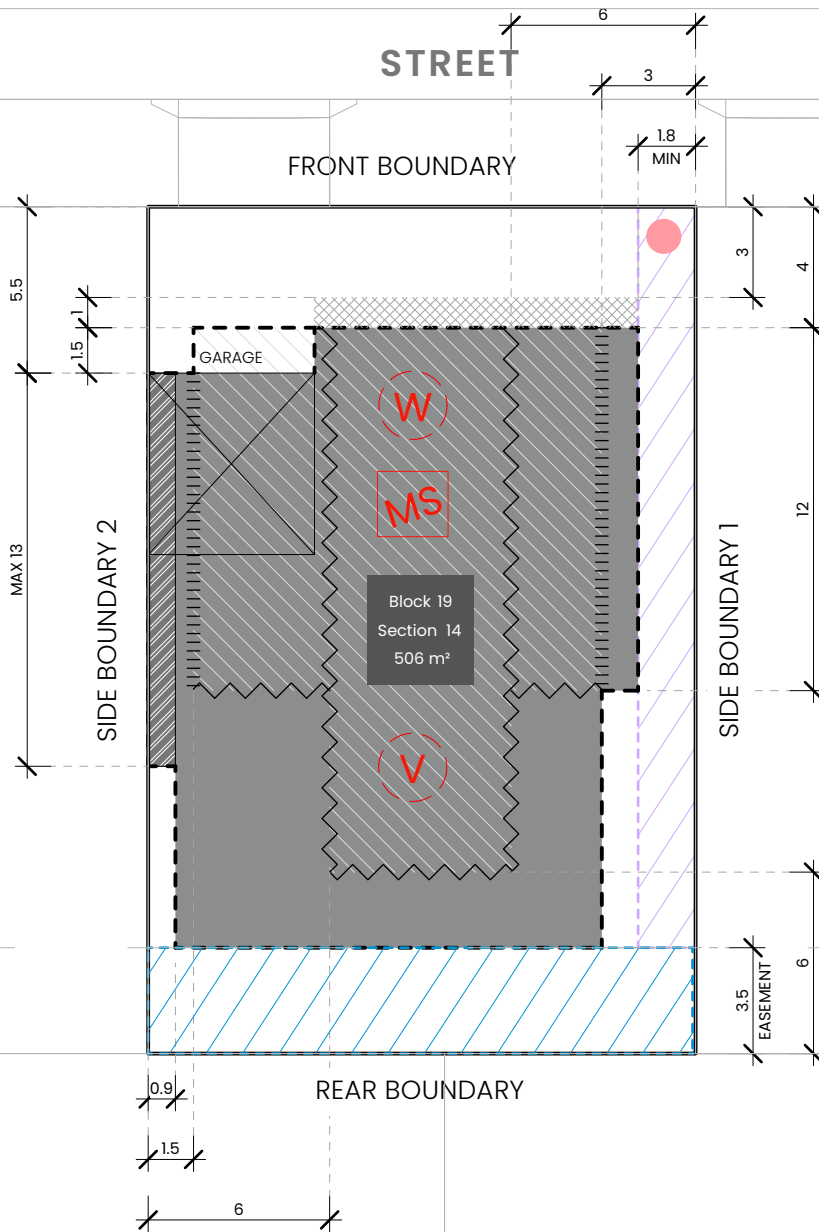 6
STREET
3
1.8
MIN
FRONT BOUNDARY
5.5
1
1.5
3
4
GARAGE
W
MS
12
MAX 13
SIDE BOUNDARY 2
SIDE BOUNDARY 1
Block 19
Section 14
506 m²
V
3.5
EASEMENT
6
0.9
REAR BOUNDARY
1.5
6